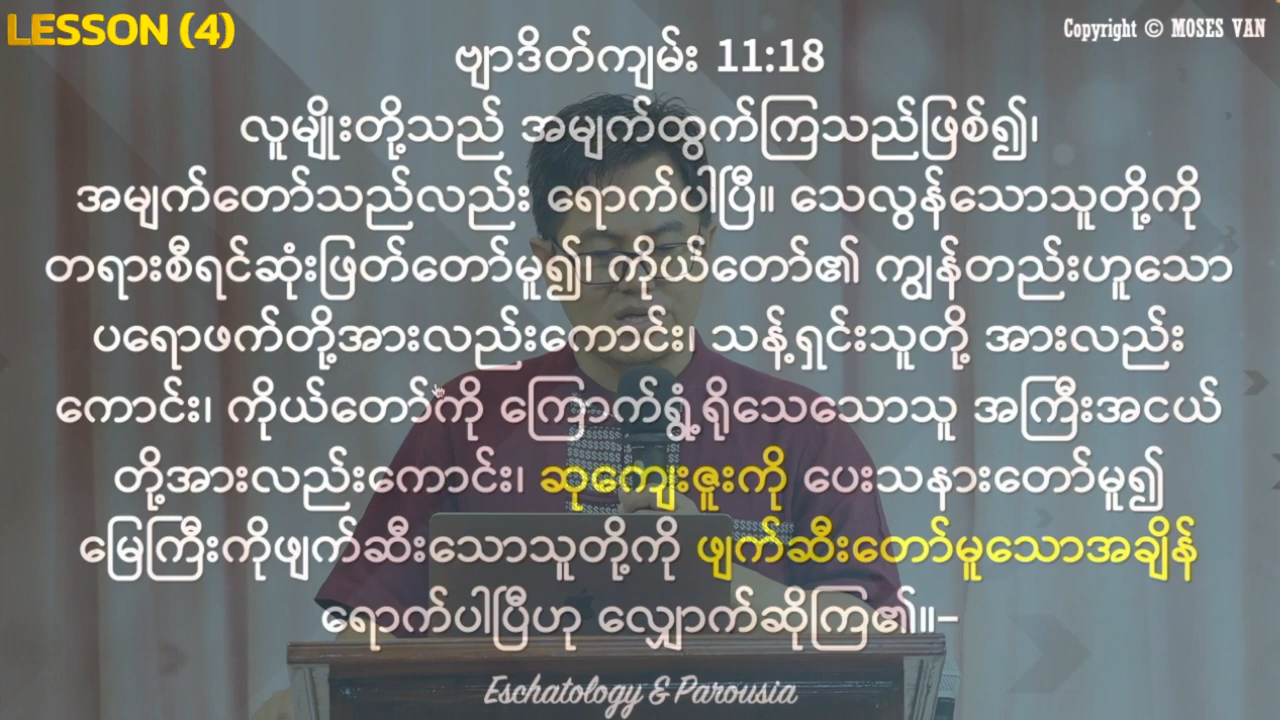 LESSON (4)
Copyright © MOSES VAN
ဗျာဒိတ်ကျမ်း 11:18
လူမျိုးတို့သည် အမျက်ထွက်ကြသည်ဖြစ်၍၊
အမျက်တော်သည်လည်း ရောက်ပါပြီ။ သေလွန်သောသူတို့ကို
တရားစီရင်ဆုံးဖြတ်တော်မူ၍၊ ကိုယ်တော်၏ ကျွန်တည်းဟူသော
ပရောဖက်တို့အားလည်းကောင်း၊ သန့်ရှင်းသူတို့ အားလည်း
ကောင်း၊ ကိုယ်တော်ကို ကြောက်ရွံ့ရိုသေသောသူ အကြီးအငယ်
တို့အားလည်းကောင်း၊ ဆုကျေးဇူးကို ပေးသနားတော်မူ၍
မြေကြီးကိုဖျက်ဆီးသောသူတို့ကို ဖျက်ဆီးတော်မူသောအချိန်
ရောက်ပါပြီဟု လျှောက်ဆိုကြ၏။–
Eschatology & Parousia